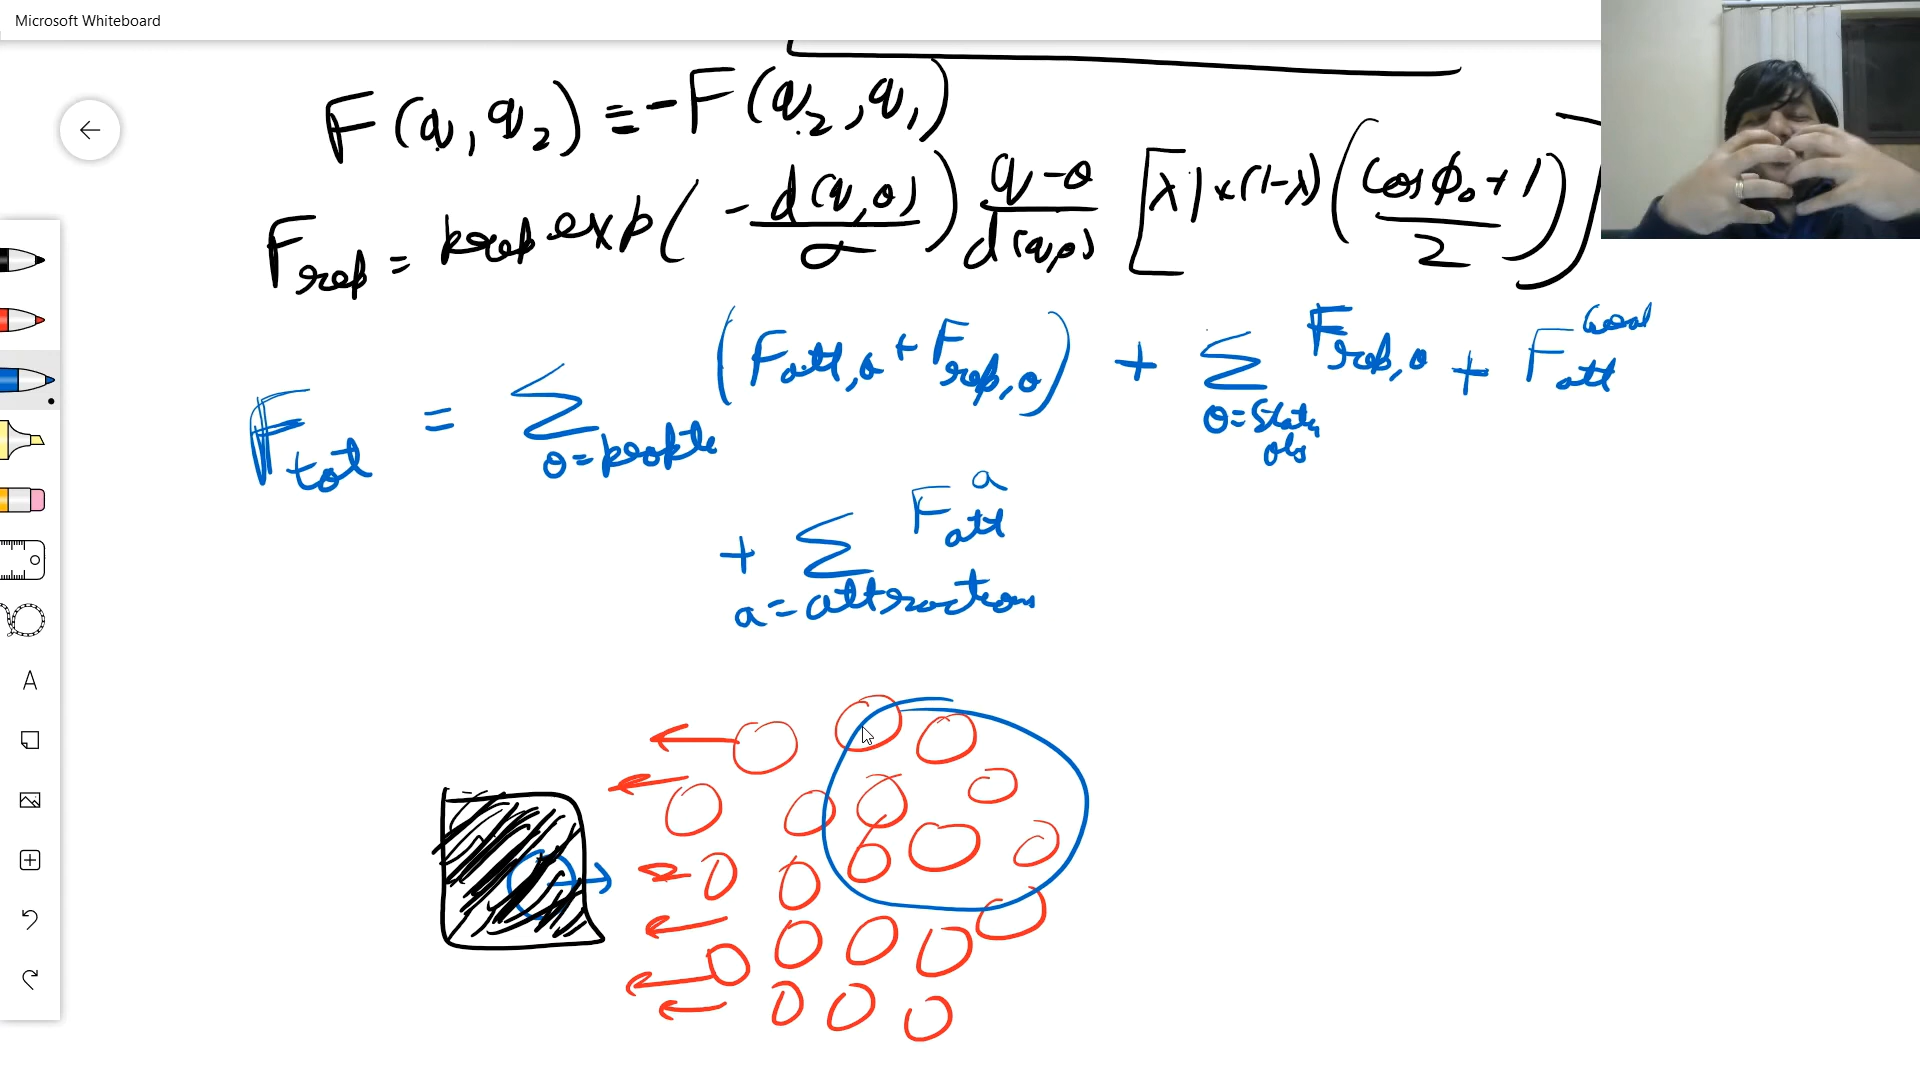 Microsoft Whiteboard
F(q1, q2) = -F(q2, q1)
Frep = krep exp(-d(q,o)/σ) (q-o)/d(q,o) [λ + (1-λ)((cos φo + 1)/2)]
Ftot = Σ o=people (Fatt,o + Frep,o) + Σ o=static obs Frep,o + Fatt Goal
+ Σ a=attractions Fatt a
A